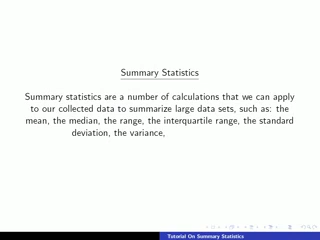 Summary Statistics
Summary statistics are a number of calculations that we can apply
to our collected data to summarize large data sets, such as: the
mean, the median, the range, the interquartile range, the standard
deviation, the variance,
Tutorial On Summary Statistics